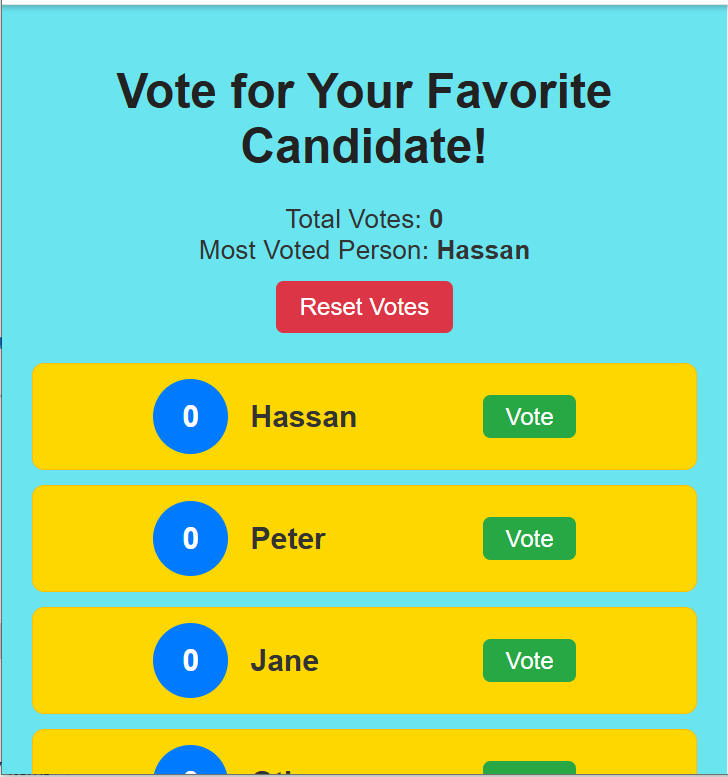 Vote for Your Favorite
Candidate!
Total Votes: 0
Most Voted Person: Hassan
Reset Votes
0 Hassan Vote
0 Peter Vote
0 Jane Vote